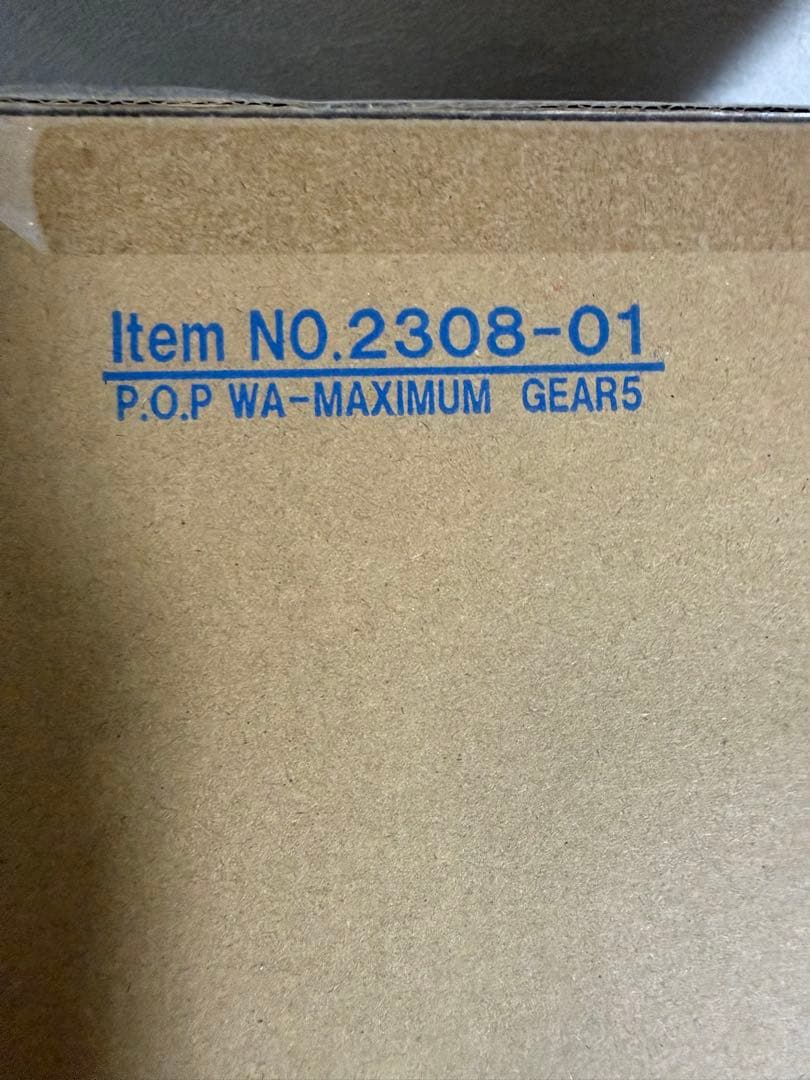 Item NO.2308-01
P.O.P WA-MAXIMUM GEAR5